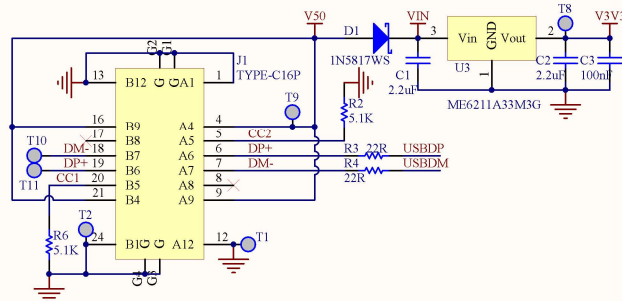 V50 D1 VIN T8 V3V3
G2 G1 J1 3 Vin GND Vout 2
13 B12 G G A1 1 TYPE-C16P 1N5817WS C1 U3 C2 C3
R2 2.2uF 1 2.2uF 100nF
T9 5.1K ME6211A33M3G
16 B9 A4 4
T10 17 B8 A5 5 CC2
DM- 18 B7 A6 6 DP+ R3 22R USBDP
DP+ 19 B6 A7 7 DM- R4 USBDM
T11 CC1 20 B5 A8 8 22R
21 B4 A9 9
T2
R6 24 B1 G G A12 12 T1
5.1K
G4 G3